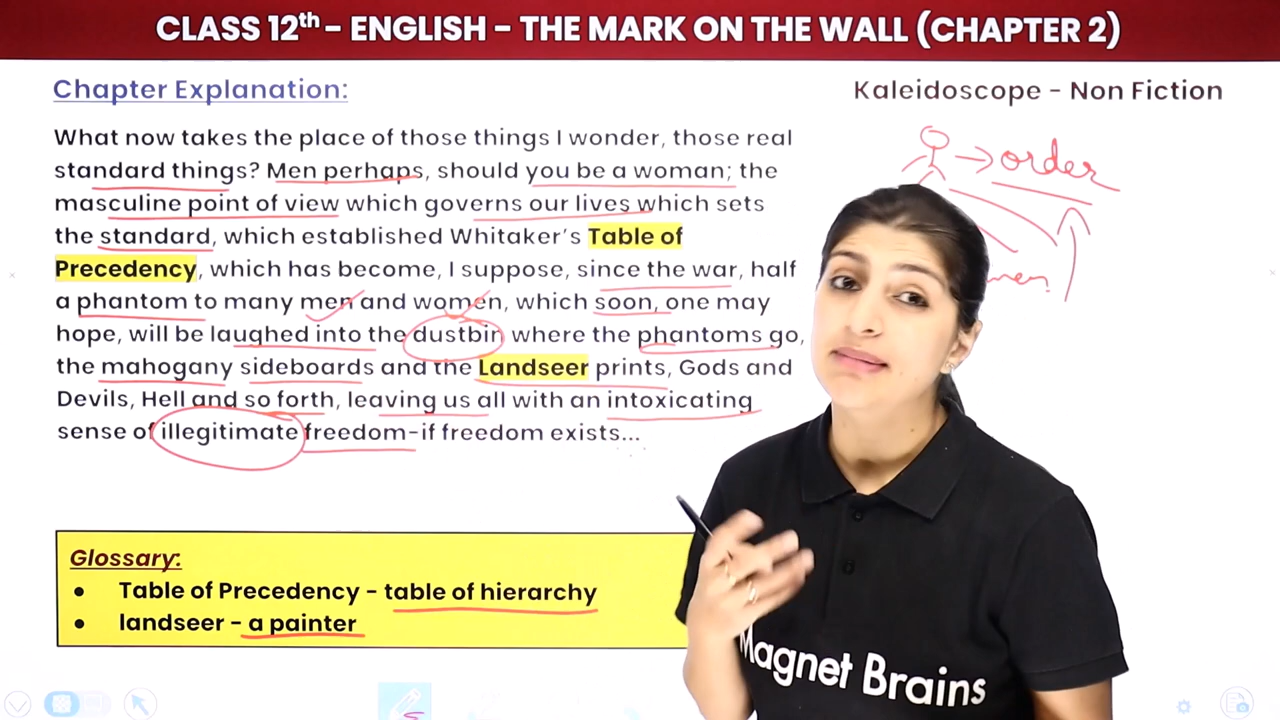 CLASS 12th – ENGLISH – THE MARK ON THE WALL (CHAPTER 2)
Chapter Explanation:
Kaleidoscope - Non Fiction
What now takes the place of those things I wonder, those real
standard things? Men perhaps, should you be a woman; the
masculine point of view which governs our lives which sets
the standard, which established Whitaker's Table of
Precedency, which has become, I suppose, since the war, half
a phantom to many men and women, which soon, one may
hope, will be laughed into the dustbin where the phantoms go,
the mahogany sideboards and the Landseer prints, Gods and
Devils, Hell and so forth, leaving us all with an intoxicating
sense of illegitimate freedom-if freedom exists...
→ order
Glossary:
• Table of Precedency - table of hierarchy
• landseer - a painter
Magnet Brains